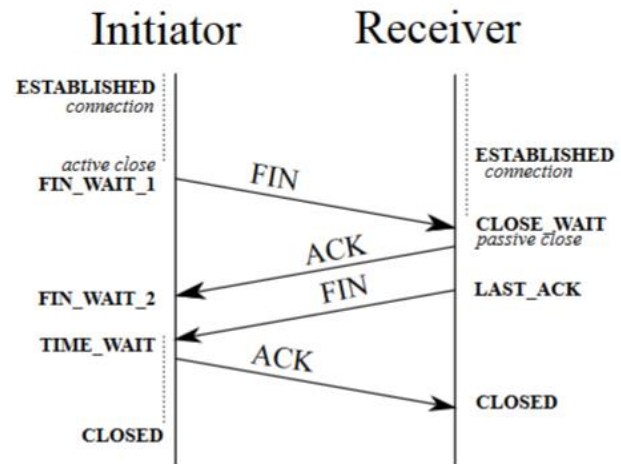 Initiator
Receiver
ESTABLISHED
connection
active close
FIN_WAIT_1
FIN
ESTABLISHED
connection
CLOSE_WAIT
passive close
ACK
FIN_WAIT_2
FIN
LAST_ACK
TIME_WAIT
ACK
CLOSED
CLOSED